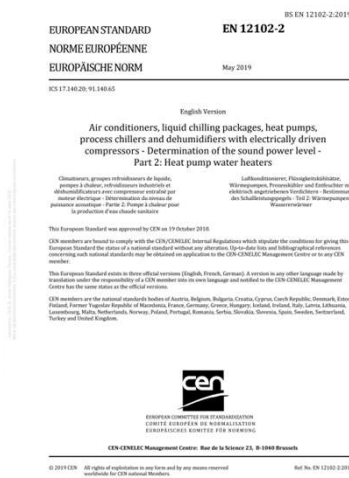 BS EN 12102-2:2019
EUROPEAN STANDARD
NORME EUROPÉENNE
EUROPÄISCHE NORM
EN 12102-2
May 2019
ICS 17.140.20; 91.140.65
English Version
Air conditioners, liquid chilling packages, heat pumps,
process chillers and dehumidifiers with electrically driven
compressors - Determination of the sound power level -
Part 2: Heat pump water heaters
Climatiseurs, groupes refroidisseurs de liquide,
pompes à chaleur, refroidisseurs industriels et
déshumidificateurs avec compresseur entraîné par
moteur électrique - Détermination du niveau de
puissance acoustique - Partie 2: Pompe à chaleur pour
la production d'eau chaude sanitaire
Luftkonditionierer, Flüssigkeitskühlsätze,
Wärmepumpen, Prozesskühler und Entfeuchter m
elektrisch angetriebenen Verdichtern - Bestimmun
des Schallleistungspegels - Teil 2: Wärmepumpen
Wassererwärmer
This European Standard was approved by CEN on 19 October 2018.
CEN members are bound to comply with the CEN/CENELEC Internal Regulations which stipulate the conditions for giving this
European Standard the status of a national standard without any alteration. Up-to-date lists and bibliographical references
concerning such national standards may be obtained on application to the CEN-CENELEC Management Centre or to any CEN
member.
This European Standard exists in three official versions (English, French, German). A version in any other language made by
translation under the responsibility of a CEN member into its own language and notified to the CEN-CENELEC Management
Centre has the same status as the official versions.
CEN members are the national standards bodies of Austria, Belgium, Bulgaria, Croatia, Cyprus, Czech Republic, Denmark, Eston
Finland, Former Yugoslav Republic of Macedonia, France, Germany, Greece, Hungary, Iceland, Ireland, Italy, Latvia, Lithuania,
Luxembourg, Malta, Netherlands, Norway, Poland, Portugal, Romania, Serbia, Slovakia, Slovenia, Spain, Sweden, Switzerland,
Turkey and United Kingdom.
cen
EUROPEAN COMMITTEE FOR STANDARDIZATION
COMITÉ EUROPÉEN DE NORMALISATION
EUROPÄISCHES KOMITEE FÜR NORMUNG
CEN-CENELEC Management Centre: Rue de la Science 23, B-1040 Brussels
© 2019 CEN All rights of exploitation in any form and by any means reserved
worldwide for CEN national Members.
Ref. No. EN 12102-2:201